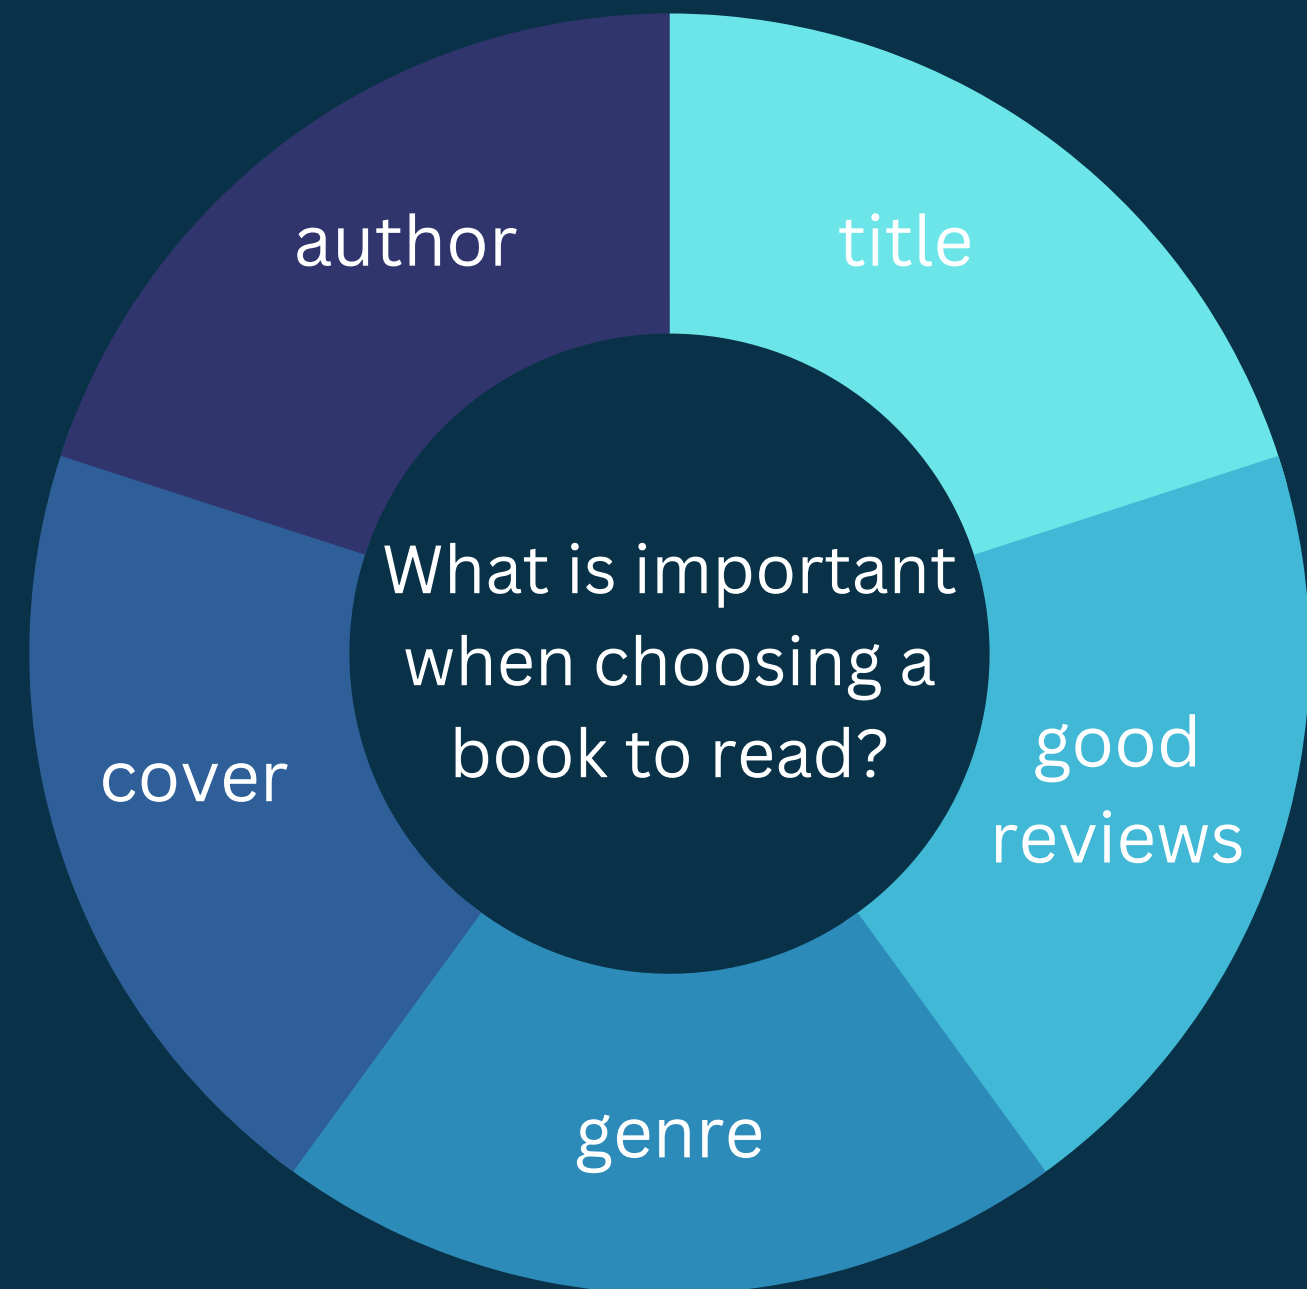 author
title
What is important
when choosing a
book to read?
good
reviews
cover
genre